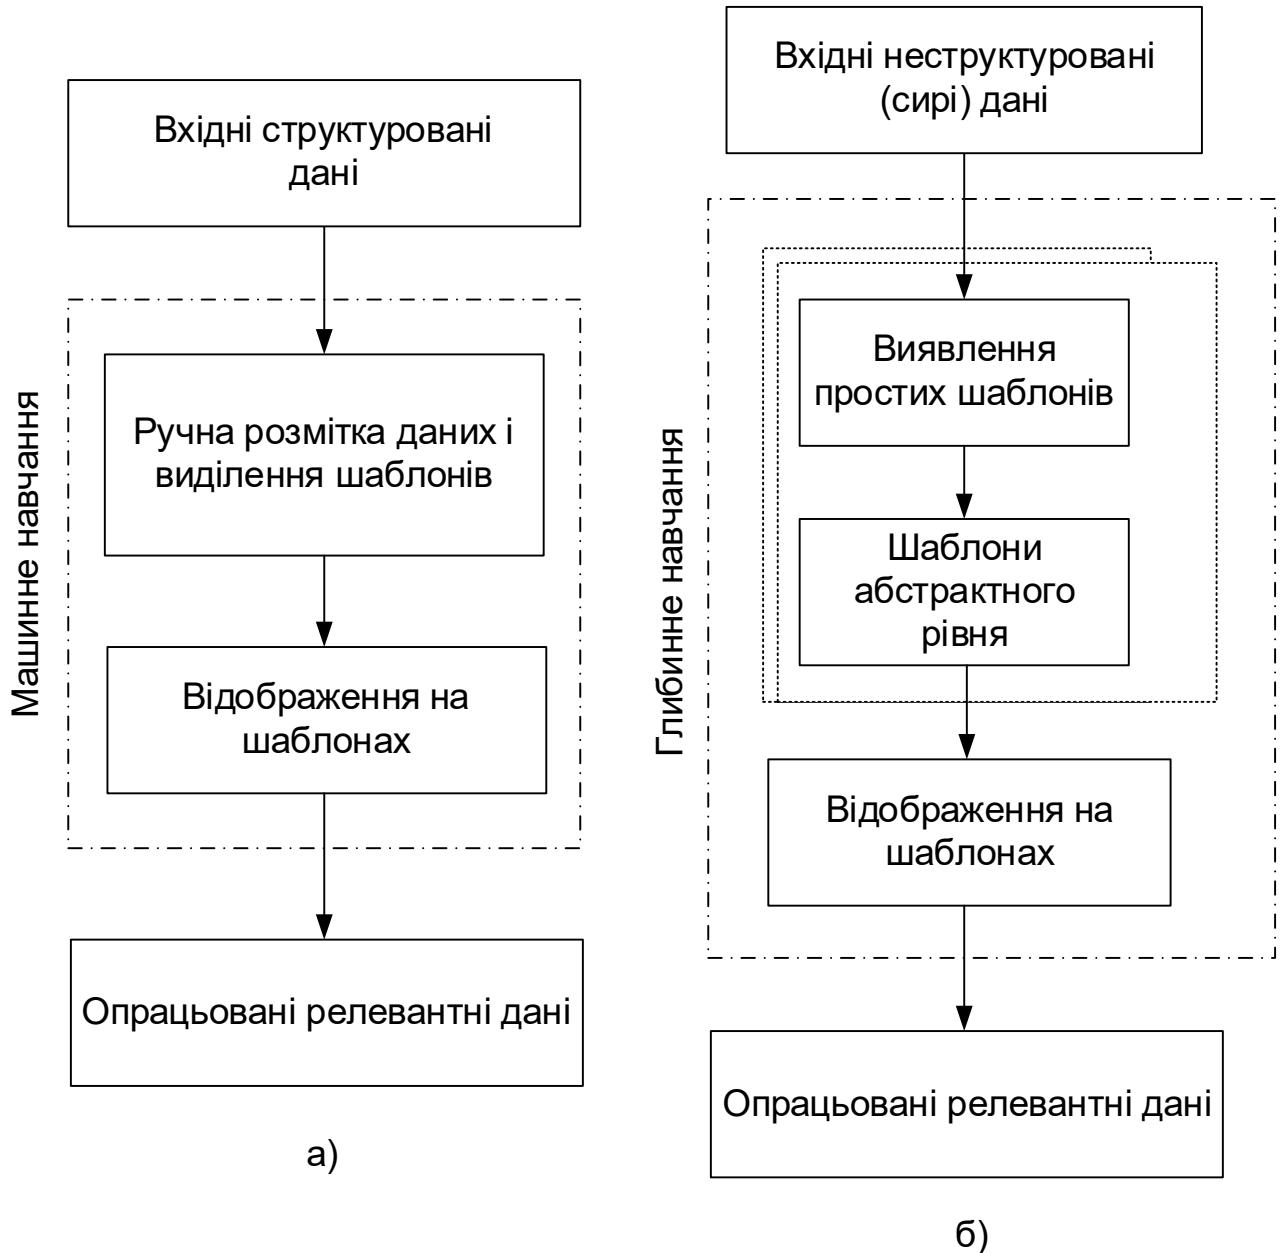 Вхідні структуровані
дані
Машинне навчання
Ручна розмітка даних і
виділення шаблонів
Відображення на
шаблонах
Опрацьовані релевантні дані
а)
Вхідні неструктуровані
(сирі) дані
Глибинне навчання
Виявлення
простих шаблонів
Шаблони
абстрактного
рівня
Відображення на
шаблонах
Опрацьовані релевантні дані
б)